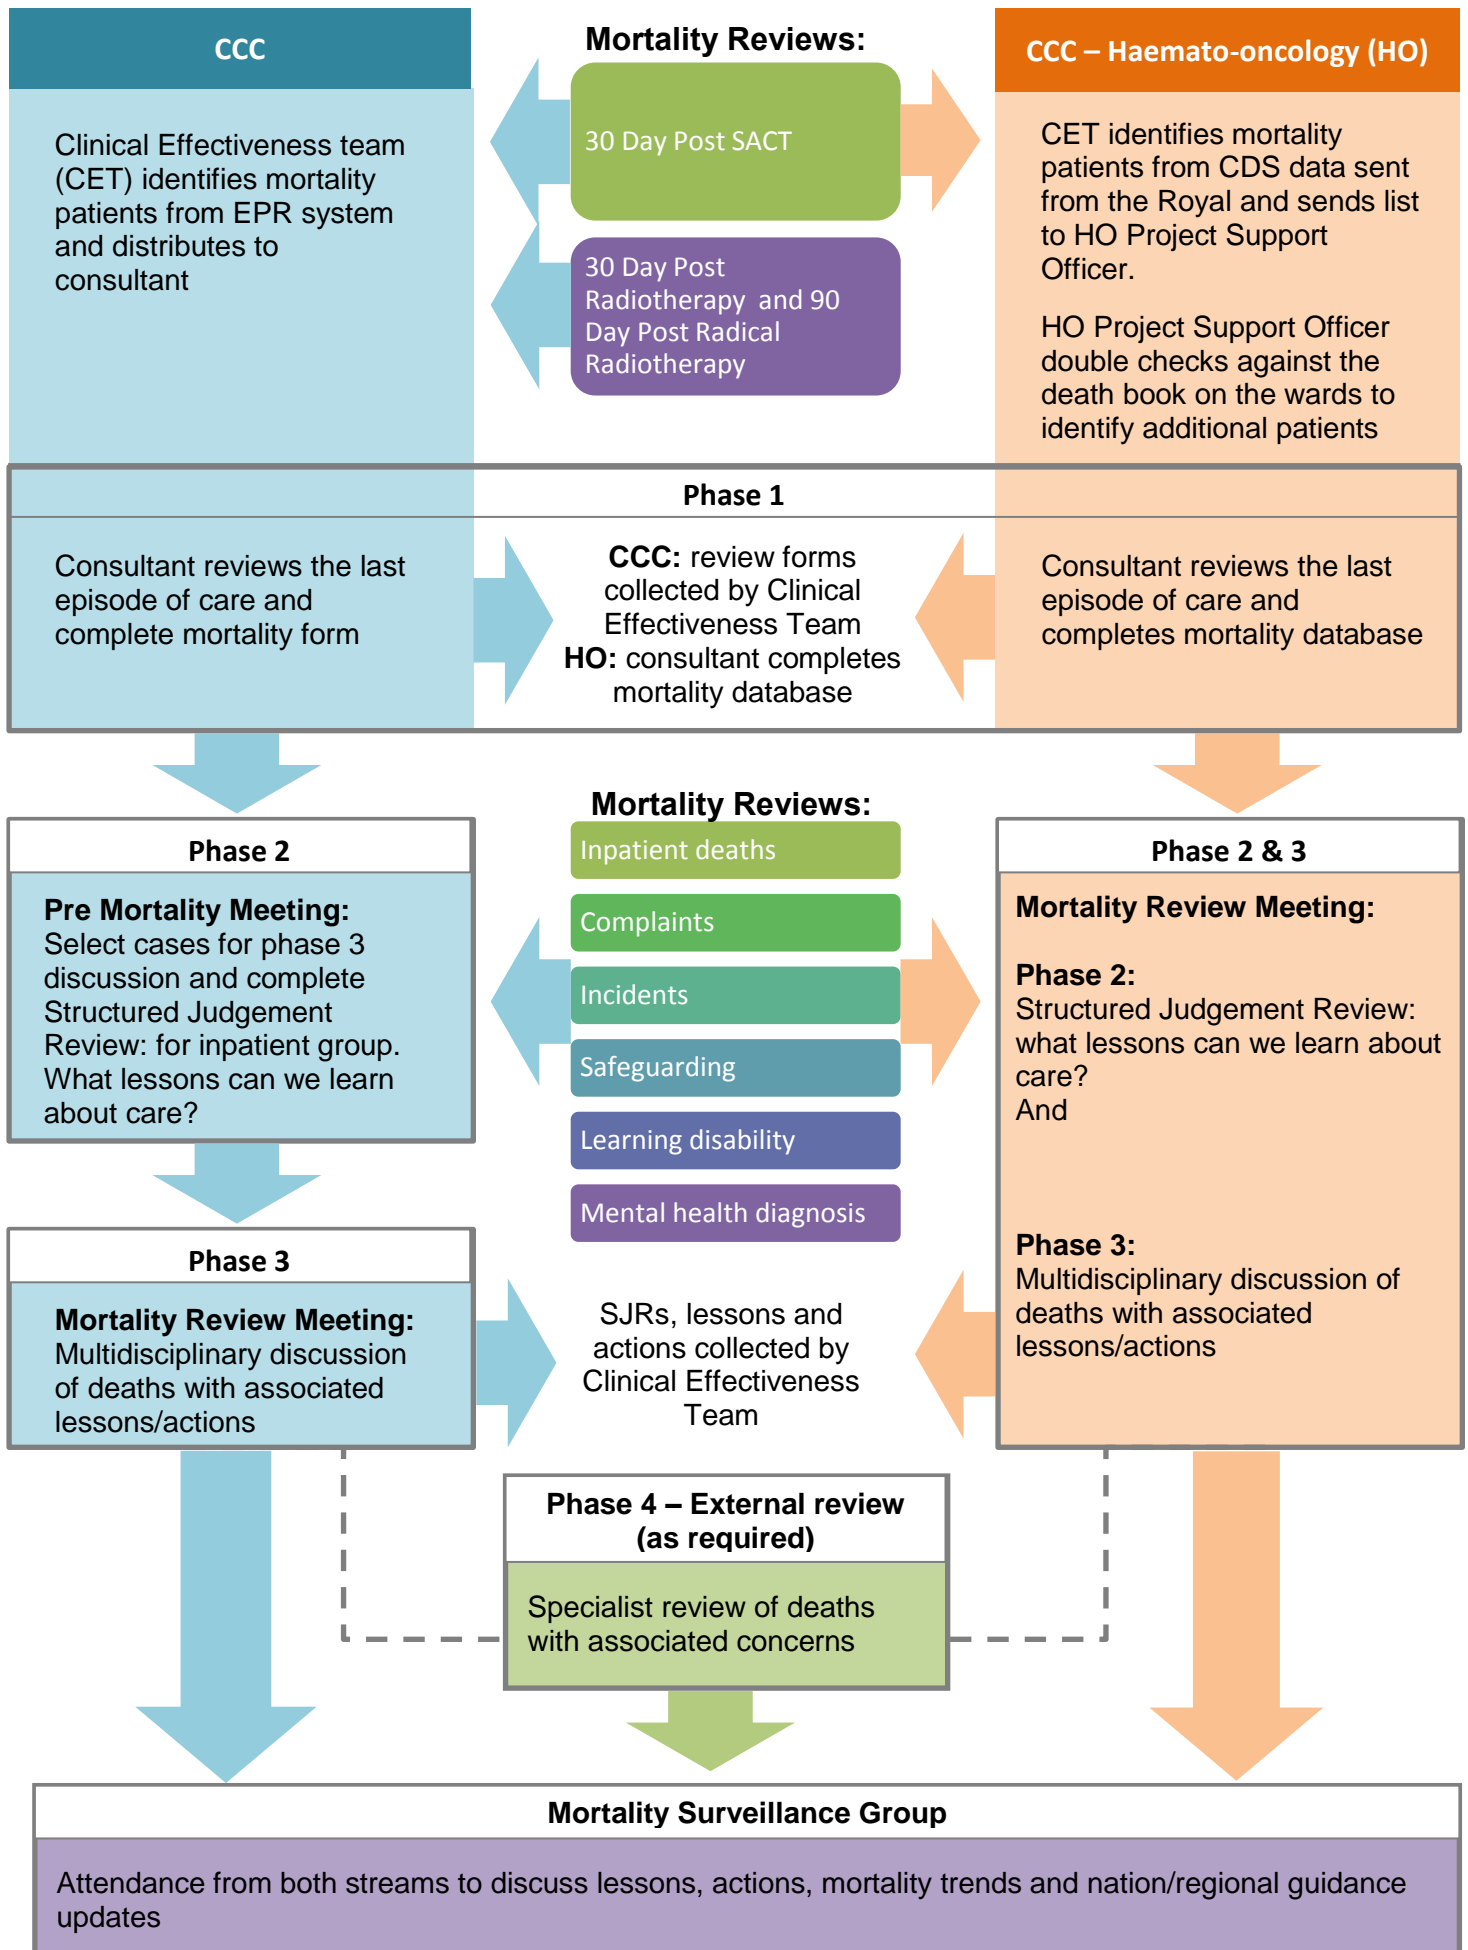 CCC
Mortality Reviews:
CCC – Haemato-oncology (HO)
Clinical Effectiveness team
(CET) identifies mortality
patients from EPR system
and distributes to
consultant
30 Day Post SACT
30 Day Post
Radiotherapy and 90
Day Post Radical
Radiotherapy
CET identifies mortality
patients from CDS data sent
from the Royal and sends list
to HO Project Support
Officer.
HO Project Support Officer
double checks against the
death book on the wards to
identify additional patients
Phase 1
Consultant reviews the last
episode of care and
complete mortality form
CCC: review forms
collected by Clinical
Effectiveness Team
HO: consultant completes
mortality database
Consultant reviews the last
episode of care and
completes mortality database
Phase 2
Pre Mortality Meeting:
Select cases for phase 3
discussion and complete
Structured Judgement
Review: for inpatient group.
What lessons can we learn
about care?
Mortality Reviews:
Inpatient deaths
Complaints
Incidents
Safeguarding
Learning disability
Mental health diagnosis
Phase 2 & 3
Mortality Review Meeting:
Phase 2:
Structured Judgement Review:
what lessons can we learn about
care?
And
Phase 3:
Multidisciplinary discussion of
deaths with associated
lessons/actions
Phase 3
Mortality Review Meeting:
Multidisciplinary discussion
of deaths with associated
lessons/actions
SJRs, lessons and
actions collected by
Clinical Effectiveness
Team
Phase 4 – External review
(as required)
Specialist review of deaths
with associated concerns
Mortality Surveillance Group
Attendance from both streams to discuss lessons, actions, mortality trends and nation/regional guidance
updates